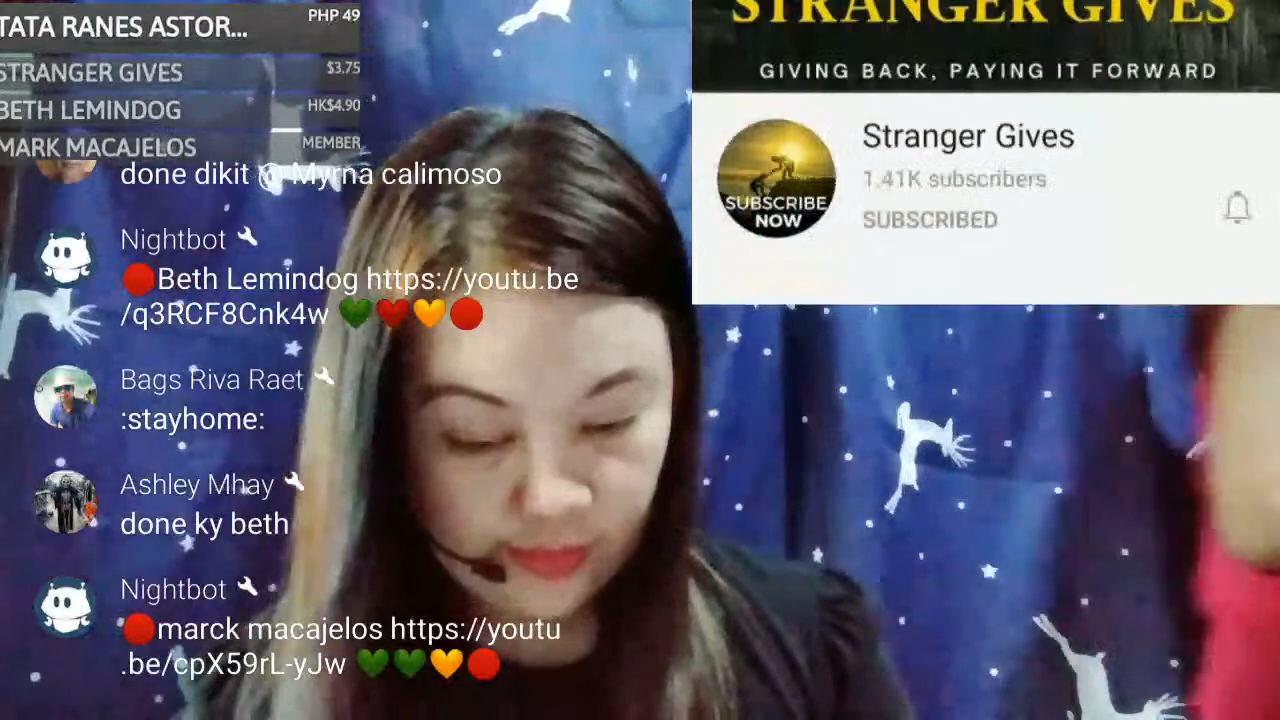 TATA RANES ASTOR... PHP 49
STRANGER GIVES $3.75
BETH LEMINDOG HK$4.90
MARK MACAJELOS MEMBER
done dikit @ Myrna calimoso
Nightbot
🔴Beth Lemindog https://youtu.be
/q3RCF8Cnk4w 💚❤️🧡🔴
Bags Riva Raet
:stayhome:
Ashley Mhay
done ky beth
Nightbot
🔴marck macajelos https://youtu
.be/cpX59rL-yJw 💚💚🧡🔴
STRANGER GIVES
GIVING BACK, PAYING IT FORWARD
SUBSCRIBE
NOW
Stranger Gives
1.41K subscribers
SUBSCRIBED